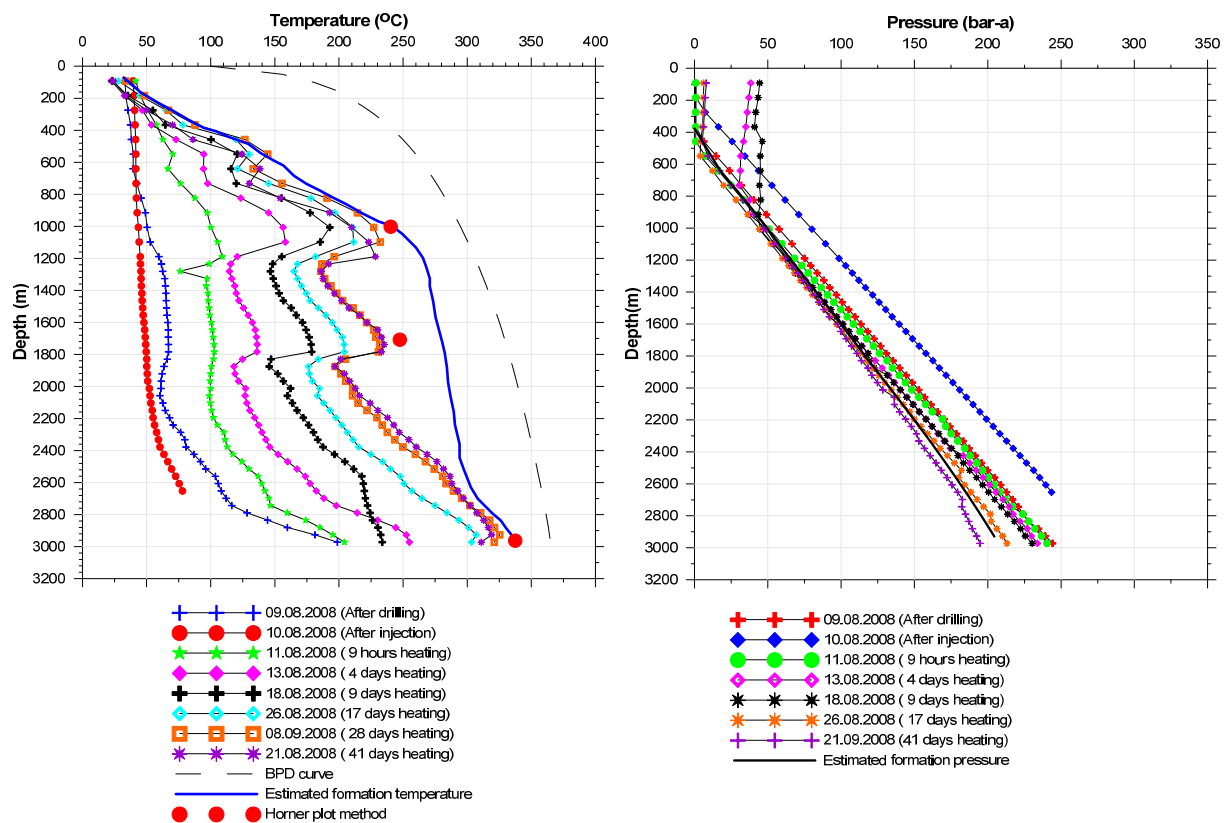 Temperature (ºC)
0 50 100 150 200 250 300 350 400
0
200
400
600
800
1000
1200
1400
1600
1800
2000
2200
2400
2600
2800
3000
3200
Depth (m)
09.08.2008 (After drilling)
10.08.2008 (After injection)
11.08.2008 ( 9 hours heating)
13.08.2008 ( 4 days heating)
18.08.2008 ( 9 days heating)
26.08.2008 (17 days heating)
08.09.2008 ( 28 days heating)
21.08.2008 ( 41 days heating)
BPD curve
Estimated formation temperature
Horner plot method
Pressure (bar-a)
0 50 100 150 200 250 300 350
0
200
400
600
800
1000
1200
1400
1600
1800
2000
2200
2400
2600
2800
3000
3200
Depth(m)
09.08.2008 (After drilling)
10.08.2008 (After injection)
11.08.2008 ( 9 hours heating)
13.08.2008 ( 4 days heating)
18.08.2008 ( 9 days heating)
26.08.2008 ( 17 days heating)
21.09.2008 (41 days heating)
Estimated formation pressure